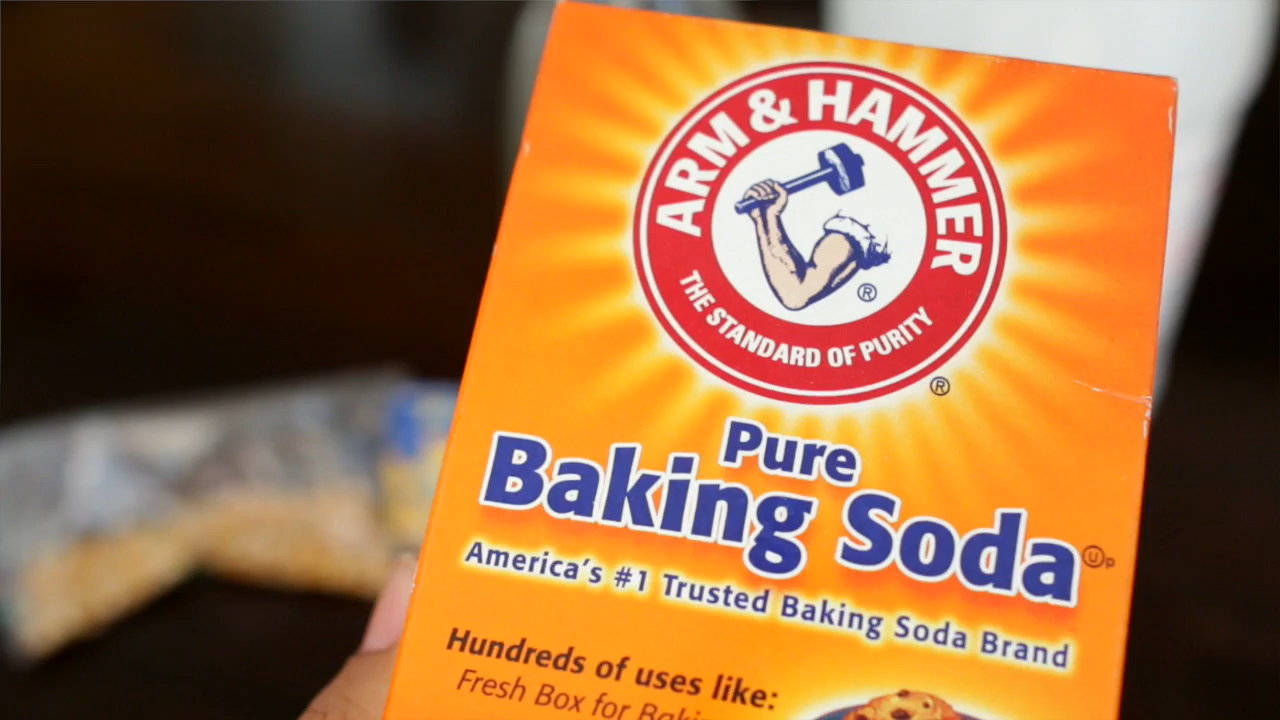 ARM & HAMMER
®
THE STANDARD OF PURITY
®
Pure
Baking Soda Ⓤp
America's #1 Trusted Baking Soda Brand
Hundreds of uses like:
Fresh Box for